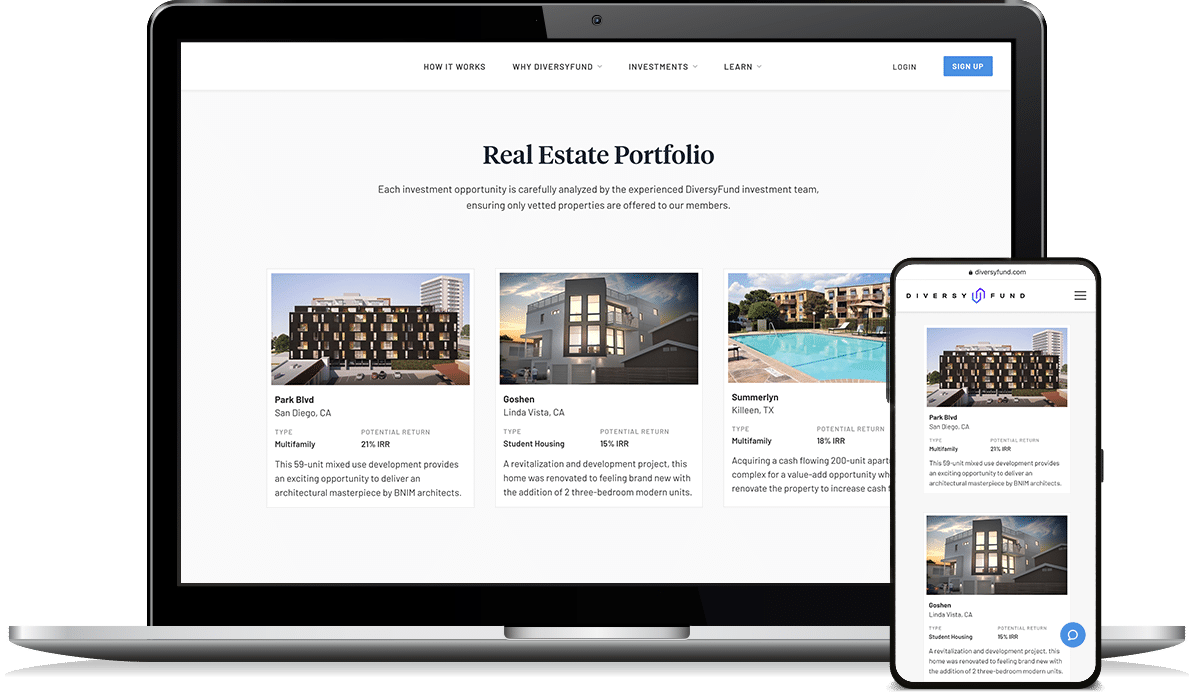 HOW IT WORKS WHY DIVERSYFUND INVESTMENTS LEARN LOGIN SIGN UP
Real Estate Portfolio
Each investment opportunity is carefully analyzed by the experienced DiversyFund investment team,
ensuring only vetted properties are offered to our members.
Park Blvd
San Diego, CA
TYPE POTENTIAL RETURN
Multifamily 21% IRR
This 59-unit mixed use development provides
an exciting opportunity to deliver an
architectural masterpiece by BNIM architects.
Goshen
Linda Vista, CA
TYPE POTENTIAL RETURN
Student Housing 15% IRR
A revitalization and development project, this
home was renovated to feeling brand new with
the addition of 2 three-bedroom modern units.
Summerlyn
Killeen, TX
TYPE POTENTIAL RETURN
Multifamily 18% IRR
Acquiring a cash flowing 200-unit
complex for a value-add opportunity
renovate the property to increase cash
diversyfund.com
DIVERSY FUND
Park Blvd
San Diego, CA
TYPE POTENTIAL RETURN
Multifamily 21% IRR
This 59-unit mixed use development provides
an exciting opportunity to deliver an
architectural masterpiece by BNIM architects.
Goshen
Linda Vista, CA
TYPE POTENTIAL RETURN
Student Housing 15% IRR
A revitalization and development project, this
home was renovated to feeling brand new with
the addition of 2 three-bedroom modern units.